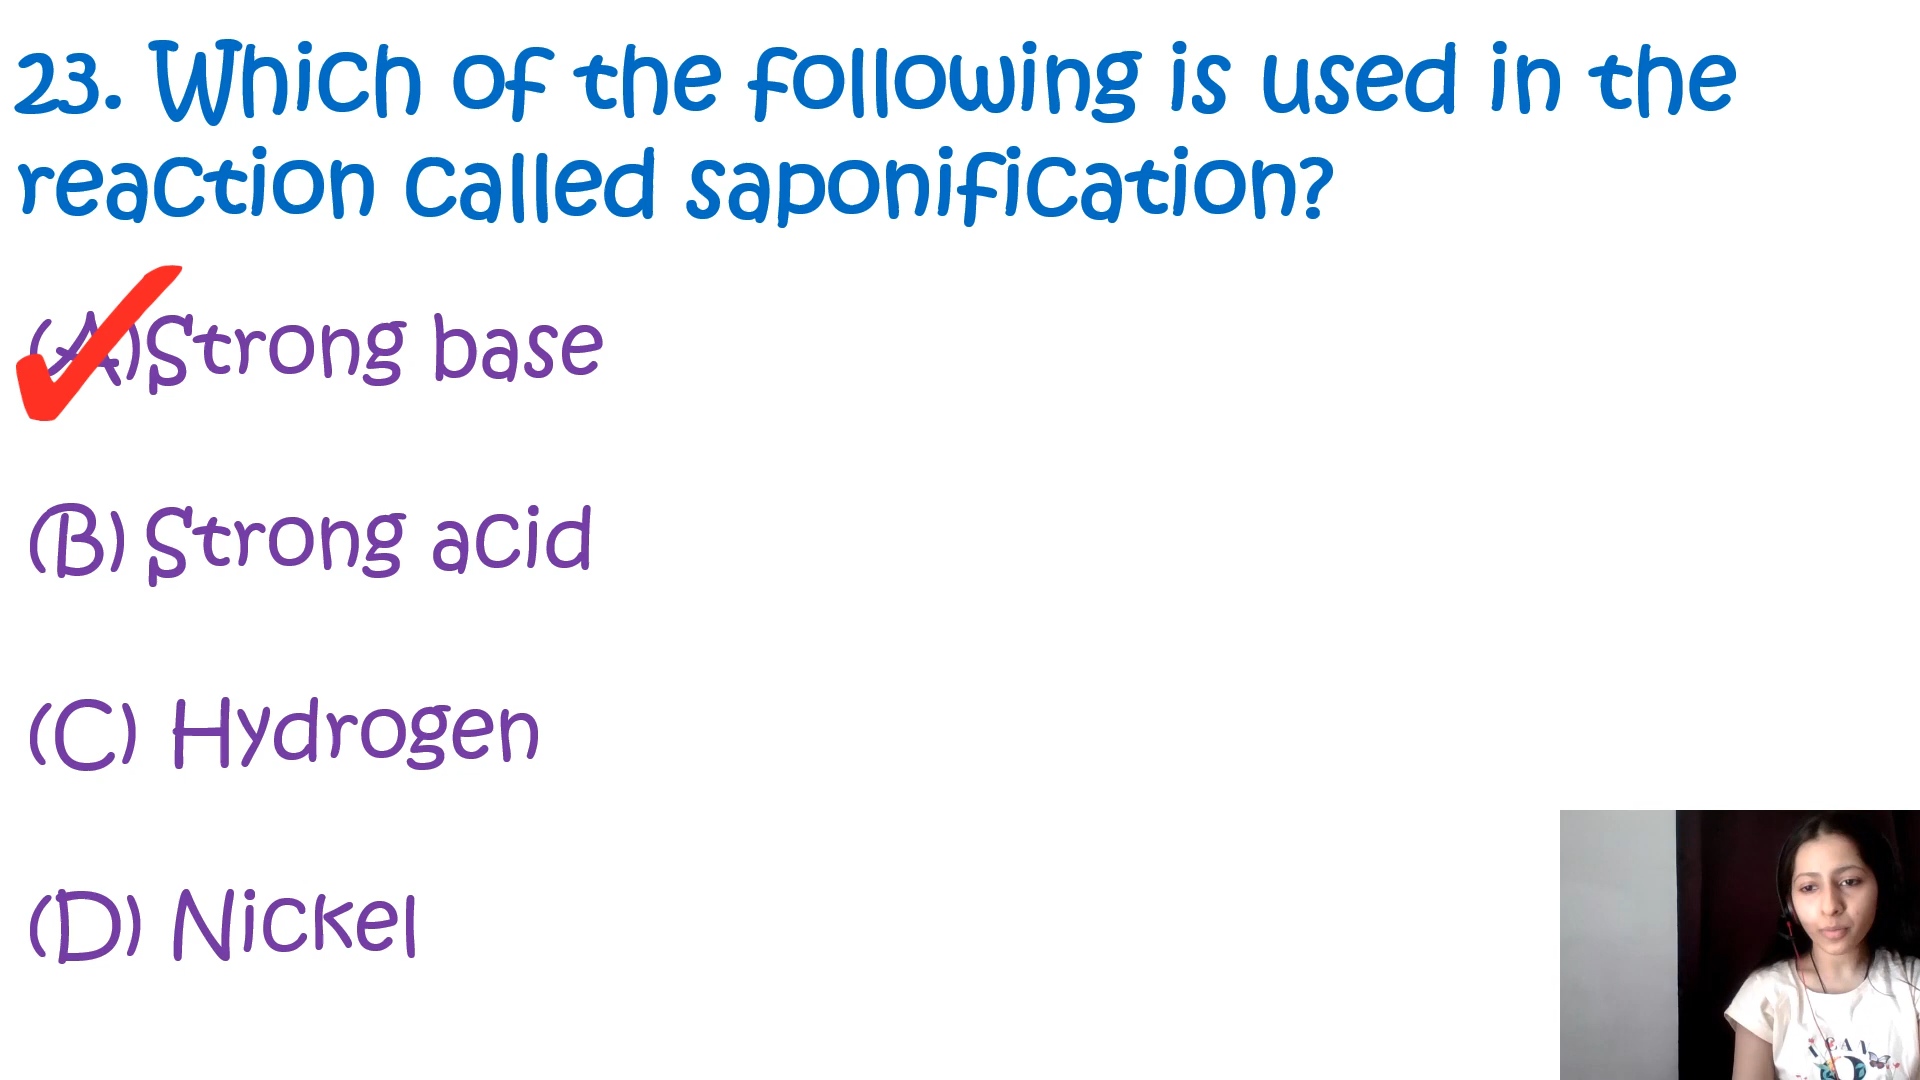 23. Which of the following is used in the
reaction called saponification?
(A)Strong base
(B) Strong acid
(C) Hydrogen
(D) Nickel